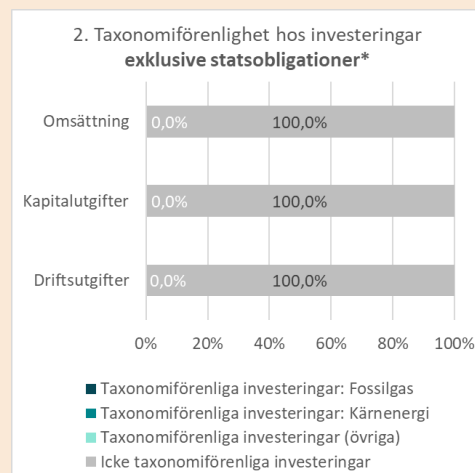 2. Taxonomiförenlighet hos investeringar
exklusive statsobligationer*
Omsättning 0,0% 100,0%
Kapitalutgifter 0,0% 100,0%
Driftsutgifter 0,0% 100,0%
0% 20% 40% 60% 80% 100%
Taxonomiförenliga investeringar: Fossilgas
Taxonomiförenliga investeringar: Kärnenergi
Taxonomiförenliga investeringar (övriga)
Icke taxonomiförenliga investeringar